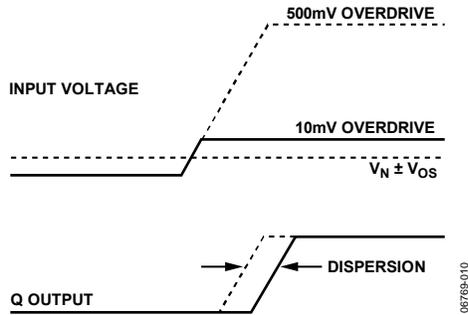 500mV OVERDRIVE
INPUT VOLTAGE
10mV OVERDRIVE
VN ± VOS
DISPERSION
Q OUTPUT
06769-010